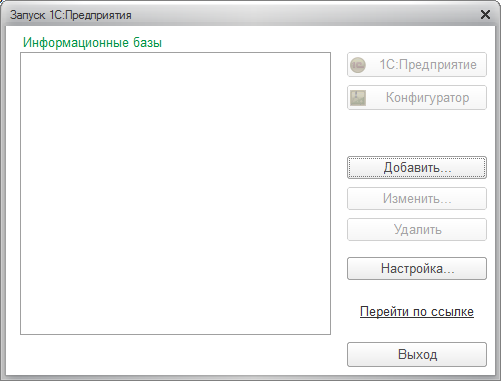 Запуск 1С:Предприятия
Информационные базы
1С:Предприятие
Конфигуратор
Добавить...
Изменить...
Удалить
Настройка...
Перейти по ссылке
Выход